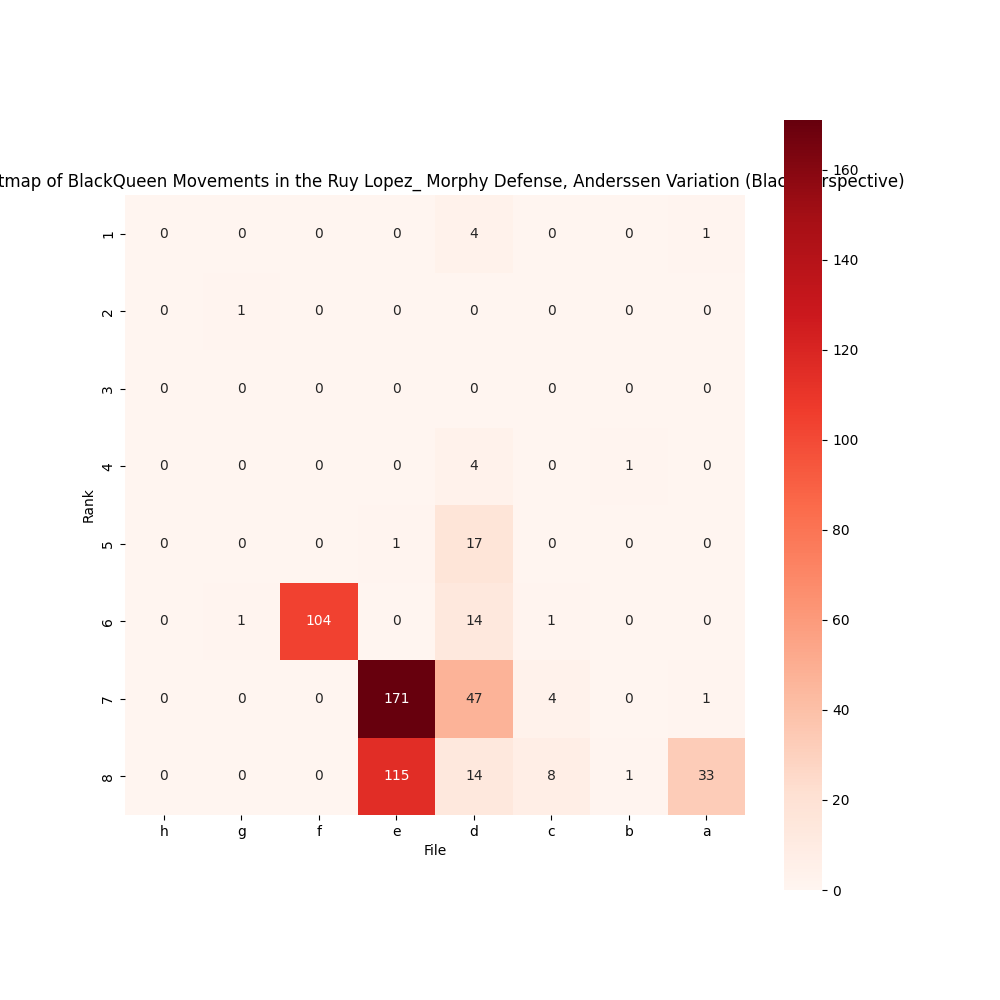 tmap of BlackQueen Movements in the Ruy Lopez_ Morphy Defense, Anderssen Variation (Blac rspective)
1 0 0 0 0 4 0 0 1
2 0 1 0 0 0 0 0 0
3 0 0 0 0 0 0 0 0
4 0 0 0 0 4 0 1 0
5 0 0 0 1 17 0 0 0
6 0 1 104 0 14 1 0 0
7 0 0 0 171 47 4 0 1
8 0 0 0 115 14 8 1 33
h g f e d c b a
File
Rank
160
140
120
100
80
60
40
20
0